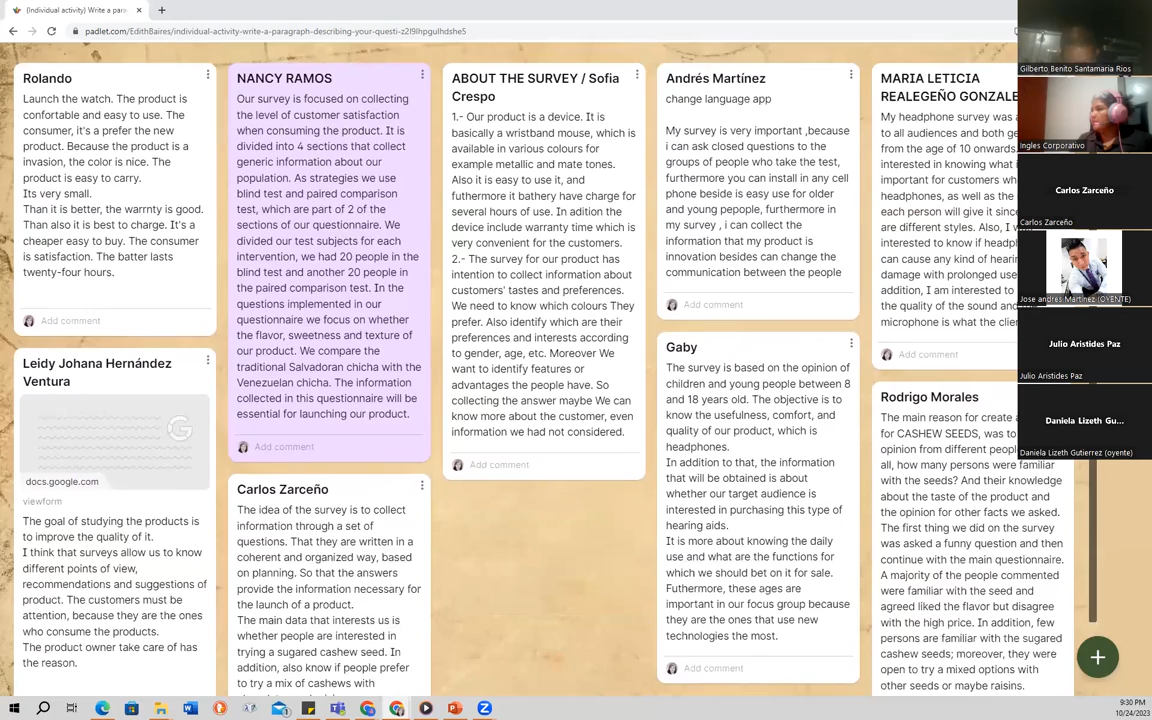 (Individual activity) Write a para
padlet.com/EdithBaires/individual-activity-write-a-paragraph-describing-your-questi-z2l9lhpgulhdshe5
Rolando
Launch the watch. The product is
comfortable and easy to use. The
consumer, it's a prefer the new
product. Because the product is a
invasion, the color is nice. The
product is easy to carry.
Its very small.
Than it is better, the warrnty is good.
Than also it is best to charge. It's a
cheaper easy to buy. The consumer
is satisfaction. The batter lasts
twenty-four hours.
Add comment
Leidy Johana Hernández
Ventura
docs.google.com
viewform
The goal of studying the products is
to improve the quality of it.
I think that surveys allow us to know
different points of view,
recommendations and suggestions of
product. The customers must be
attention, because they are the ones
who consume the products.
The product owner take care of has
the reason.
NANCY RAMOS
Our survey is focused on collecting
the level of customer satisfaction
when consuming the product. It is
divided into 4 sections that collect
generic information about our
population. As strategies we use
blind test and paired comparison
test, which are part of 2 of the
sections of our questionnaire. We
divided our test subjects for each
intervention, we had 20 people in the
blind test and another 20 people in
the paired comparison test. In the
questions implemented in our
questionnaire we focus on whether
the flavor, sweetness and texture of
our product. We compare the
traditional Salvadoran chicha with the
Venezuelan chicha. The information
collected in this questionnaire will be
essential for launching our product.
Add comment
Carlos Zarceño
The idea of the survey is to collect
information through a set of
questions. That they are written in a
coherent and organized way, based
on planning. So that the answers
provide the information necessary for
the launch of a product.
The main data that interests us is
whether people are interested in
trying a sugared cashew seed. In
addition, also know if people prefer
to try a mix of cashews with
ABOUT THE SURVEY / Sofia
Crespo
1.- Our product is a device. It is
basically a wristband mouse, which is
available in various colours for
example metallic and mate tones.
Also it is easy to use it, and
futhermore it bathery have charge for
several hours of use. In adition the
device include warranty time which is
very convenient for the customers.
2.- The survey for our product has
intention to collect information about
customers' tastes and preferences.
We need to know which colours They
prefer. Also identify which are their
preferences and interests according
to gender, age, etc. Moreover We
want to identify features or
advantages the people have. So
collecting the answer maybe We can
know more about the customer, even
information we had not considered.
Add comment
Andrés Martínez
change language app
My survey is very important ,because
i can ask closed questions to the
groups of people who take the test,
furthermore you can install in any cell
phone beside is easy use for older
and young pepople, furthermore in
my survey , i can collect the
information that my product is
innovation besides can change the
communication between the people
Add comment
Gaby
The survey is based on the opinion of
children and young people between 8
and 18 years old. The objective is to
know the usefulness, comfort, and
quality of our product, which is
headphones.
In addition to that, the information
that will be obtained is about
whether our target audience is
interested in purchasing this type of
hearing aids.
It is more about knowing the daily
use and what are the functions for
which we should bet on it for sale.
Futhermore, these ages are
important in our focus group because
they are the ones that use new
technologies the most.
Add comment
MARIA LETICIA
REALEGEÑO GONZALE
My headphone survey was a
to all audiences and both ge
from the age of 10 onwards.
interested in knowing what i
important for customers wh
headphones, as well as the
each person will give it since
are different styles. Also, I v
interested to know if headph
can cause any kind of hearin
damage with prolonged use
addition, I am interested to
the quality of the sound and
microphone is what the clien
Add comment
Rodrigo Morales
The main reason for create a
for CASHEW SEEDS, was to
opinion from different peopl
all, how many persons were familiar
with the seeds? And their knowledge
about the taste of the product and
the opinion for other facts we asked.
The first thing we did on the survey
was asked a funny question and then
continue with the main questionnaire.
A majority of the people commented
were familiar with the seed and
agreed liked the flavor but disagree
with the high price. In addition, few
persons are familiar with the sugared
cashew seeds; moreover, they were
open to try a mixed options with
other seeds or maybe raisins.
Gilberto Benito Santamaria Rios
Ingles Corporativo
Carlos Zarceño
Carlos Zarceño
Jose andres Martinez (OYENTE)
Julio Aristides Paz
Julio Aristides Paz
Daniela Lizeth Gu...
Daniela Lizeth Gutierrez (oyente)
9:30 PM
10/24/2023